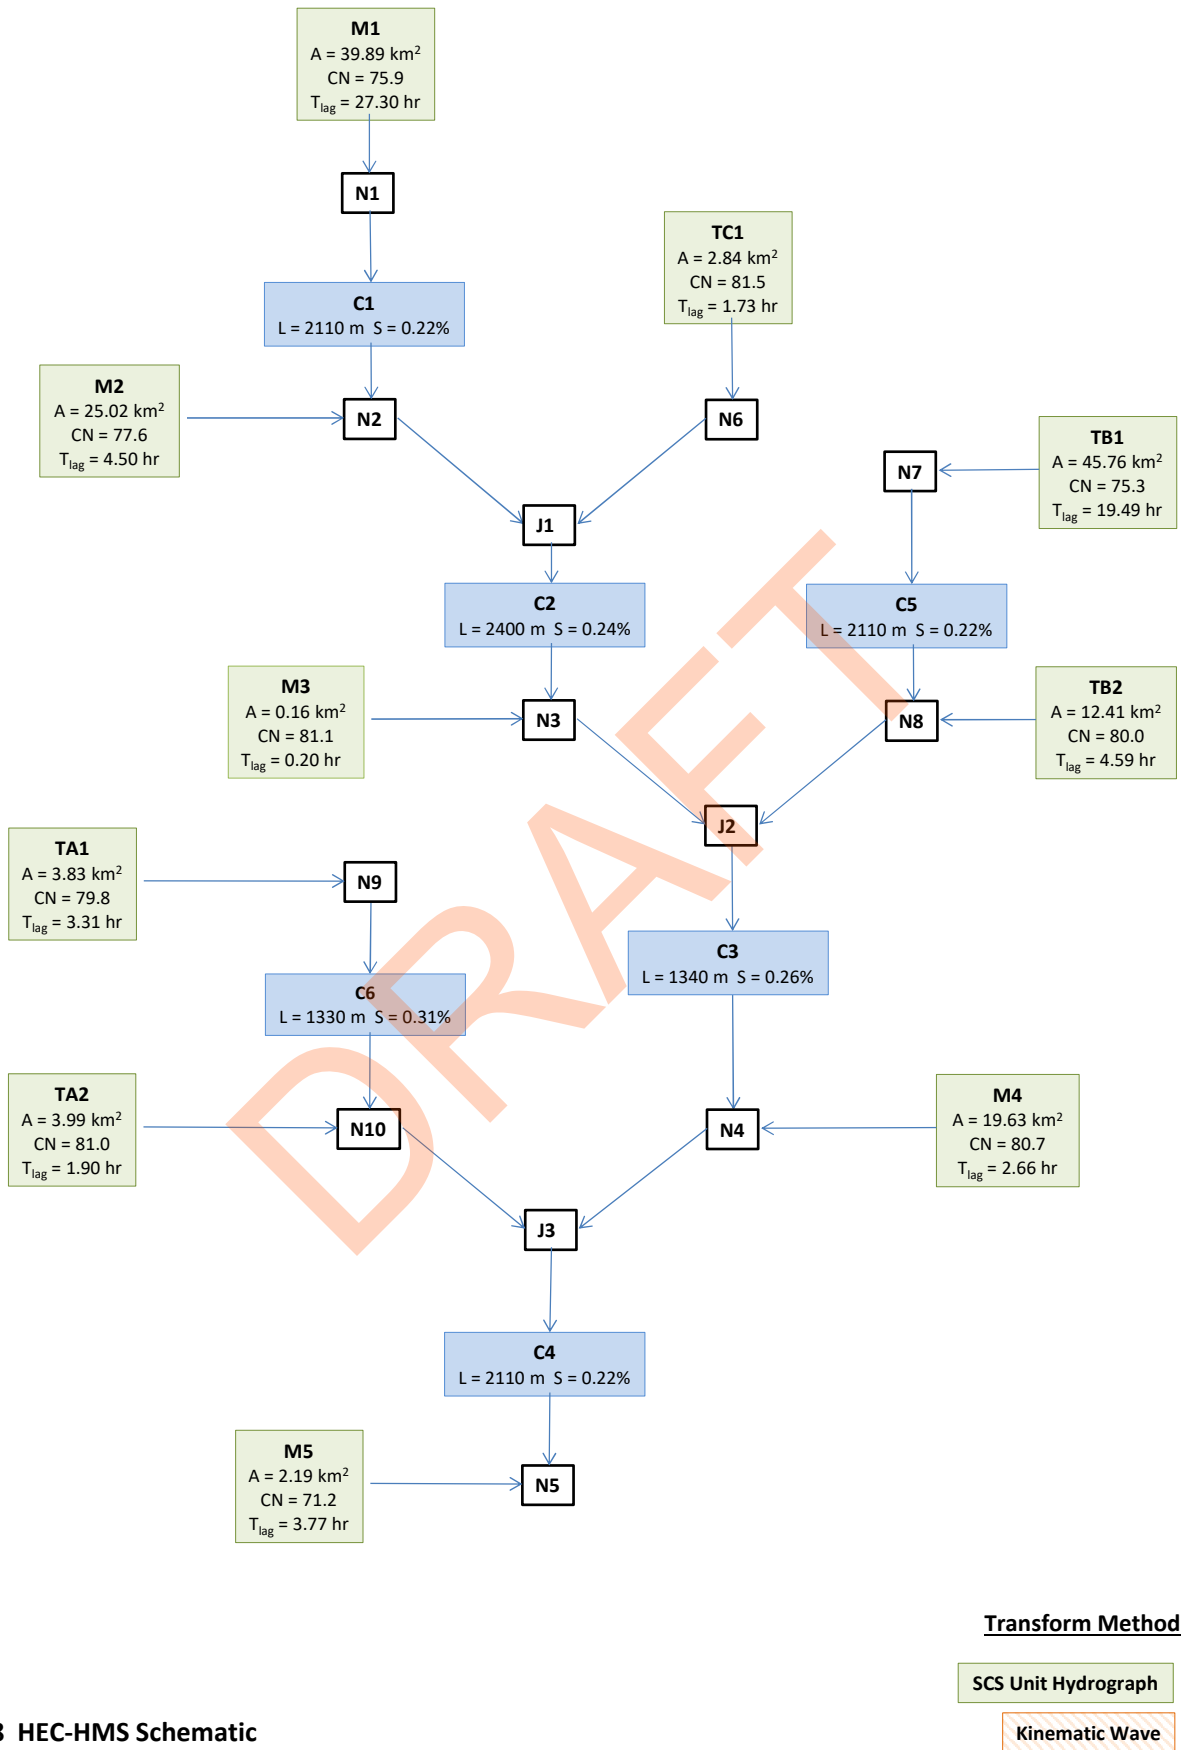 M1
A = 39.89 km²
CN = 75.9
Tlag = 27.30 hr
N1
TC1
A = 2.84 km²
CN = 81.5
Tlag = 1.73 hr
C1
L = 2110 m S = 0.22%
M2
A = 25.02 km²
CN = 77.6
Tlag = 4.50 hr
N2
N6
TB1
A = 45.76 km²
CN = 75.3
Tlag = 19.49 hr
N7
J1
C2
L = 2400 m S = 0.24%
C5
L = 2110 m S = 0.22%
M3
A = 0.16 km²
CN = 81.1
Tlag = 0.20 hr
N3
N8
TB2
A = 12.41 km²
CN = 80.0
Tlag = 4.59 hr
J2
TA1
A = 3.83 km²
CN = 79.8
Tlag = 3.31 hr
N9
C3
L = 1340 m S = 0.26%
C6
L = 1330 m S = 0.31%
TA2
A = 3.99 km²
CN = 81.0
Tlag = 1.90 hr
N10
N4
M4
A = 19.63 km²
CN = 80.7
Tlag = 2.66 hr
J3
C4
L = 2110 m S = 0.22%
M5
A = 2.19 km²
CN = 71.2
Tlag = 3.77 hr
N5
DRAFT
Transform Method
SCS Unit Hydrograph
Kinematic Wave
HEC-HMS Schematic